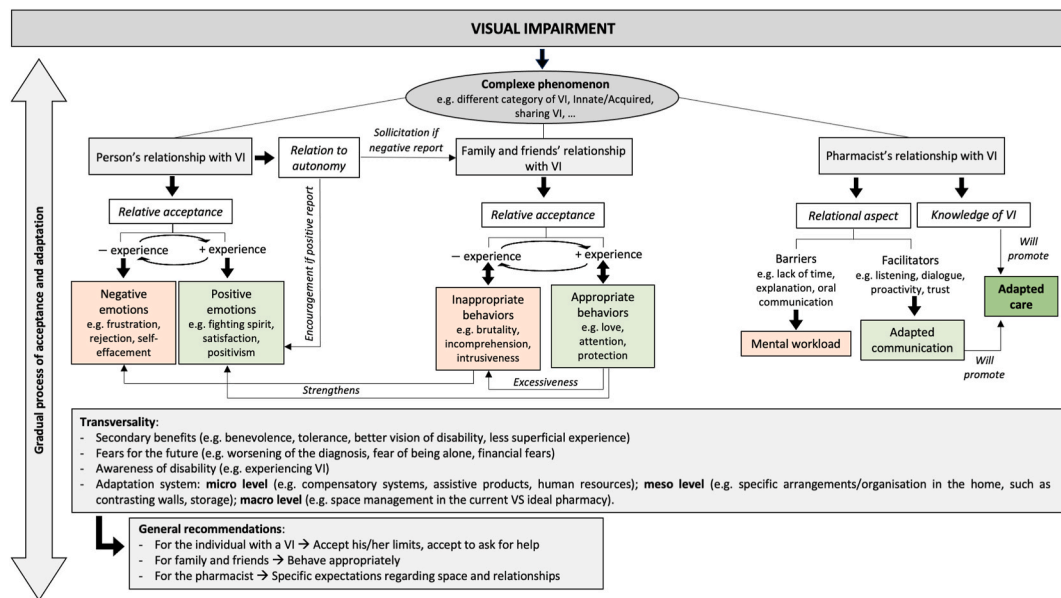 VISUAL IMPAIRMENT
Complexe phenomenon
e.g. different category of VI, Innate/Acquired,
sharing VI, ...
Gradual process of acceptance and adaptation
Person's relationship with VI
Relation to
autonomy
Sollicitation if
negative report
Family and friends' relationship
with VI
Pharmacist's relationship with VI
Relative acceptance
– experience
+ experience
Negative
emotions
e.g. frustration,
rejection, self-
effacement
Positive
emotions
e.g. fighting spirit,
satisfaction,
positivism
Encouragement if positive report
Relative acceptance
– experience
+ experience
Inappropriate
behaviors
e.g. brutality,
incomprehension,
intrusiveness
Appropriate
behaviors
e.g. love,
attention,
protection
Strengthens
Excessiveness
Relational aspect
Knowledge of VI
Barriers
e.g. lack of time,
explanation, oral
communication
Facilitators
e.g. listening, dialogue,
proactivity, trust
Will
promote
Adapted
care
Mental workload
Adapted
communication
Will
promote
Transversality:
- Secondary benefits (e.g. benevolence, tolerance, better vision of disability, less superficial experience)
- Fears for the future (e.g. worsening of the diagnosis, fear of being alone, financial fears)
- Awareness of disability (e.g. experiencing VI)
- Adaptation system: micro level (e.g. compensatory systems, assistive products, human resources); meso level (e.g. specific arrangements/organisation in the home, such as
contrasting walls, storage); macro level (e.g. space management in the current VS ideal pharmacy).
General recommendations:
- For the individual with a VI → Accept his/her limits, accept to ask for help
- For family and friends → Behave appropriately
- For the pharmacist → Specific expectations regarding space and relationships